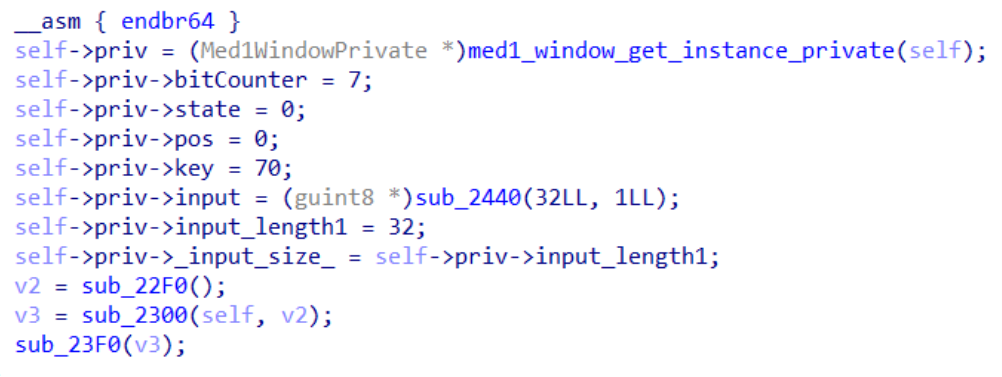 __asm { endbr64 }
self->priv = (Med1WindowPrivate *)med1_window_get_instance_private(self);
self->priv->bitCounter = 7;
self->priv->state = 0;
self->priv->pos = 0;
self->priv->key = 70;
self->priv->input = (guint8 *)sub_2440(32LL, 1LL);
self->priv->input_length1 = 32;
self->priv->_input_size_ = self->priv->input_length1;
v2 = sub_22F0();
v3 = sub_2300(self, v2);
sub_23F0(v3);